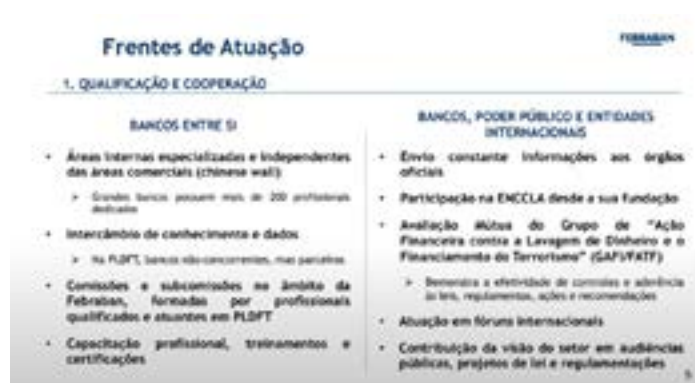 Frentes de Atuação
FEBRABAN
1. QUALIFICAÇÃO E COOPERAÇÃO
BANCOS ENTRE SI
• Áreas internas especializadas e independentes
das áreas comerciais (chinese wall)
➢ Grandes bancos possuem mais de 200 profissionais
dedicados
• Intercâmbio de conhecimento e dados
➢ Na PLDFT, bancos não-concorrentes, mas parceiros
• Comissões e subcomissões no âmbito da
Febraban, formadas por profissionais
qualificados e atuantes em PLDFT
• Capacitação profissional, treinamentos e
certificações
BANCOS, PODER PÚBLICO E ENTIDADES
INTERNACIONAIS
• Envio constante informações aos órgãos
oficiais
• Participação na ENCCLA desde a sua fundação
• Avaliação Mútua do Grupo de "Ação
Financeira contra a Lavagem de Dinheiro e o
Financiamento do Terrorismo" (GAFI/FATF)
➢ Demonstra a efetividade de controles e aderência
às leis, regulamentos, ações e recomendações
• Atuação em fóruns internacionais
• Contribuição da visão do setor em audiências
públicas, projetos de lei e regulamentações